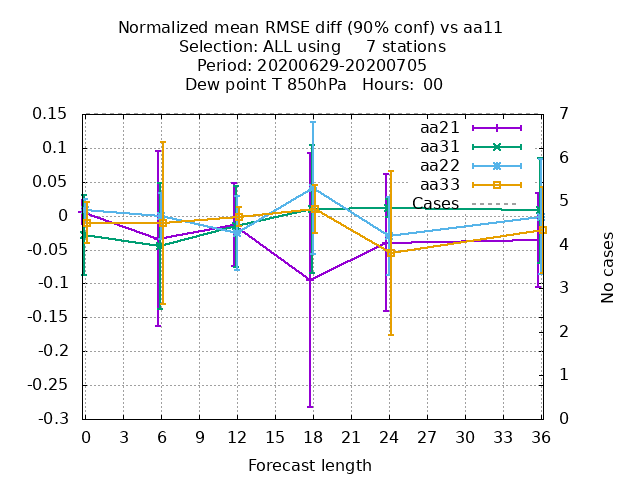 Normalized mean RMSE diff (90% conf) vs aa11
Selection: ALL using     7 stations
Period: 20200629-20200705
Dew point T 850hPa   Hours:  00
0.15
0.1
0.05
0
-0.05
-0.1
-0.15
-0.2
-0.25
-0.3
aa21
aa31
aa22
aa33
Cases
7
6
5
4
3
2
1
0
No cases
0 3 6 9 12 15 18 21 24 27 30 33 36
Forecast length